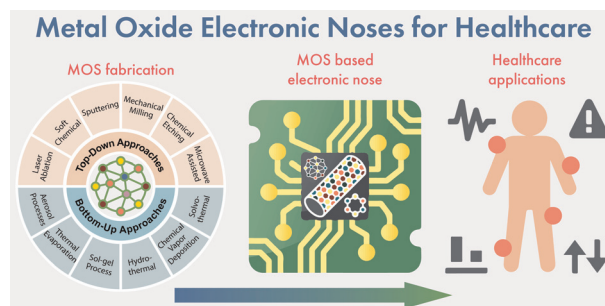 Metal Oxide Electronic Noses for Healthcare
MOS fabrication
MOS based
electronic nose
Healthcare
applications
Laser
Ablation
Soft
Chemical
Sputtering
Mechanical
Milling
Chemical
Etching
Microwave
Assisted
Top-Down Approaches
Bottom-Up Approaches
Aerosol
Processes
Thermal
Evaporation
Sol-gel
Process
Hydro-
thermal
Chemical
Vapor
Deposition
Solvo-
thermal